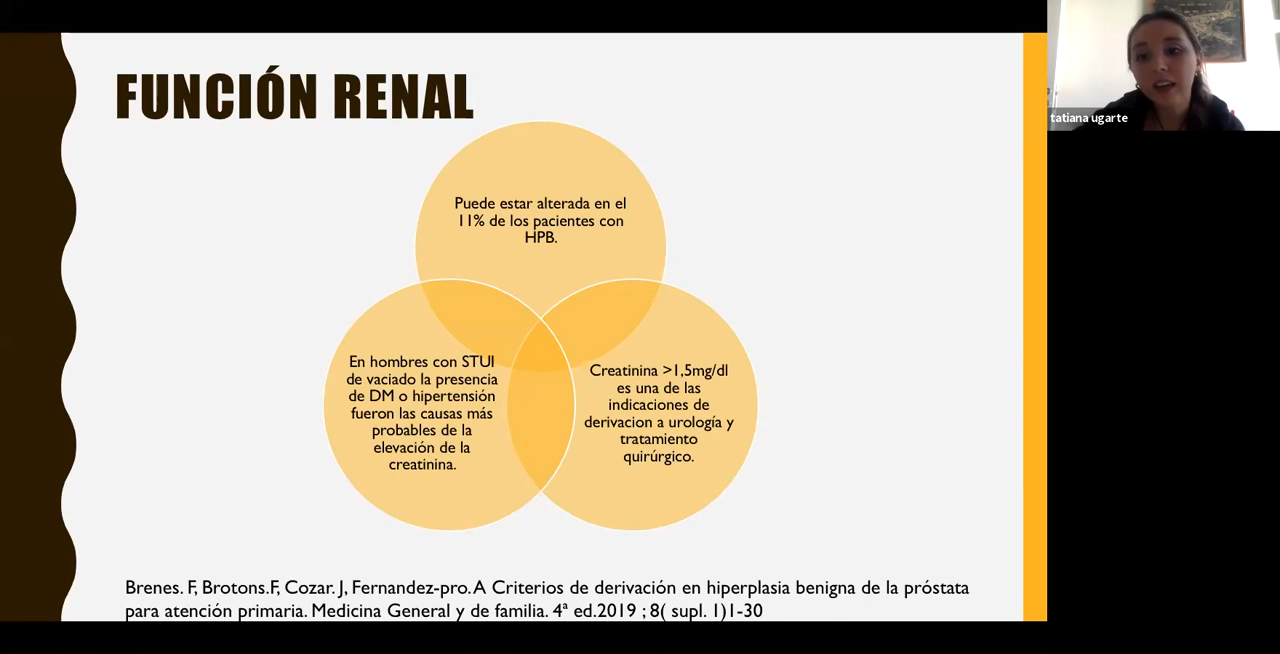 FUNCIÓN RENAL
Puede estar alterada en el
11% de los pacientes con
HPB.
En hombres con STUI
de vaciado la presencia
de DM o hipertensión
fueron las causas más
probables de la
elevación de la
creatinina.
Creatinina >1,5mg/dl
es una de las
indicaciones de
derivacion a urología y
tratamiento
quirúrgico.
Brenes. F, Brotons.F, Cozar. J, Fernandez-pro. A Criterios de derivación en hiperplasia benigna de la próstata
para atención primaria. Medicina General y de familia. 4ª ed.2019 ; 8( supl. 1)1-30
tatiana ugarte